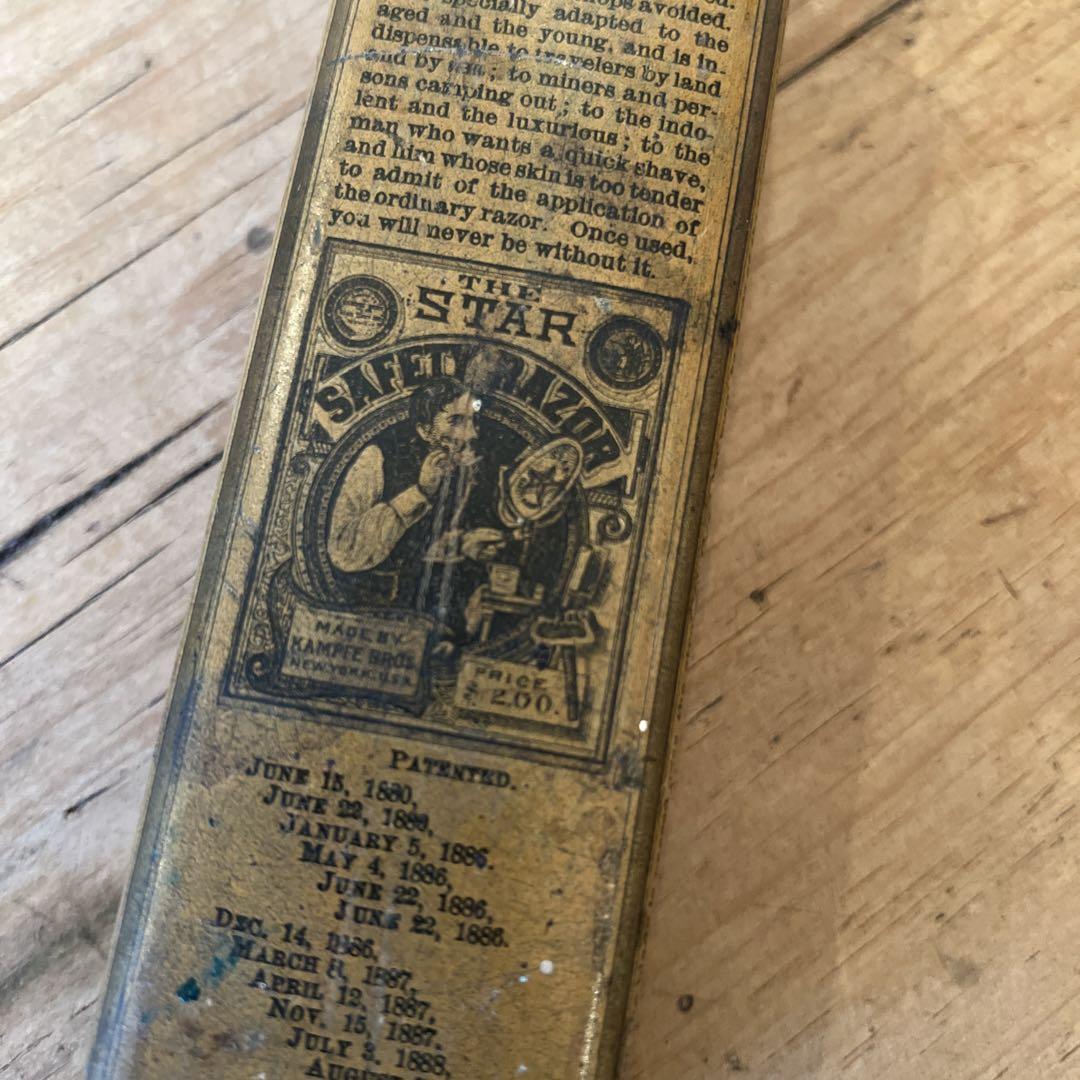 avoided.
specially adapted to the
aged and the young, and is in-
dispensable to travelers by land
and by sea; to miners and per-
sons camping out; to the indo-
lent and the luxurious; to the
man who wants a quick shave,
and him whose skin is too tender
to admit of the application of
the ordinary razor. Once used,
you will never be without it.
THE
STAR
SAFETY RAZOR
MADE BY
KAMPFE BROS.
NEW YORK, U.S.A.
PRICE
$2.00.
PATENTED.
JUNE 15, 1880,
JUNE 22, 1880,
JANUARY 5, 1886.
MAY 4, 1886,
JUNE 22, 1886,
JUNE 22, 1886.
DEC. 14, 1886,
MARCH 8, 1887,
APRIL 12, 1887,
NOV. 15, 1887.
JULY 3, 1888,